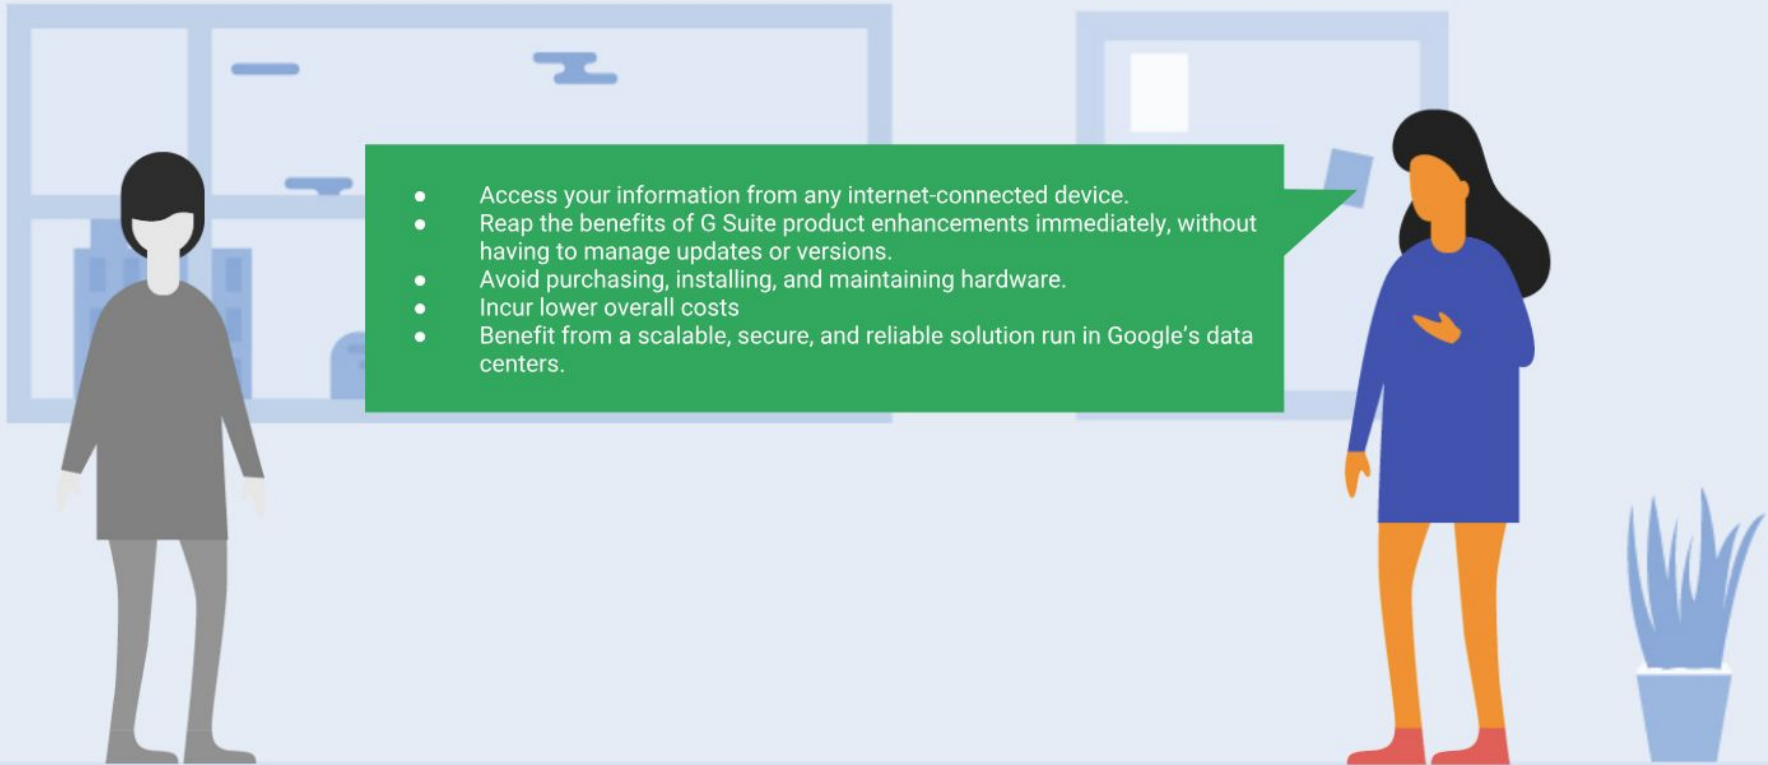 ● Access your information from any internet-connected device.
● Reap the benefits of G Suite product enhancements immediately, without
having to manage updates or versions.
● Avoid purchasing, installing, and maintaining hardware.
● Incur lower overall costs
● Benefit from a scalable, secure, and reliable solution run in Google’s data
centers.